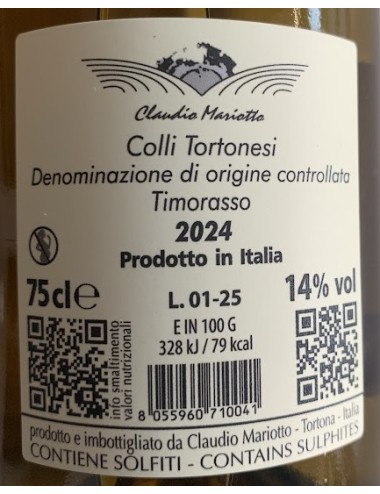 Claudio Mariotto
Colli Tortonesi
Denominazione di origine controllata
Timorasso
2024
Prodotto in Italia
75cl℮
L. 01-25
14% vol
E IN 100 G
328 kJ / 79 kcal
info smaltimento
valori nutrizionali
8 055960 710041
prodotto e imbottigliato da Claudio Mariotto - Tortona - Italia
CONTIENE SOLFITI - CONTAINS SULPHITES